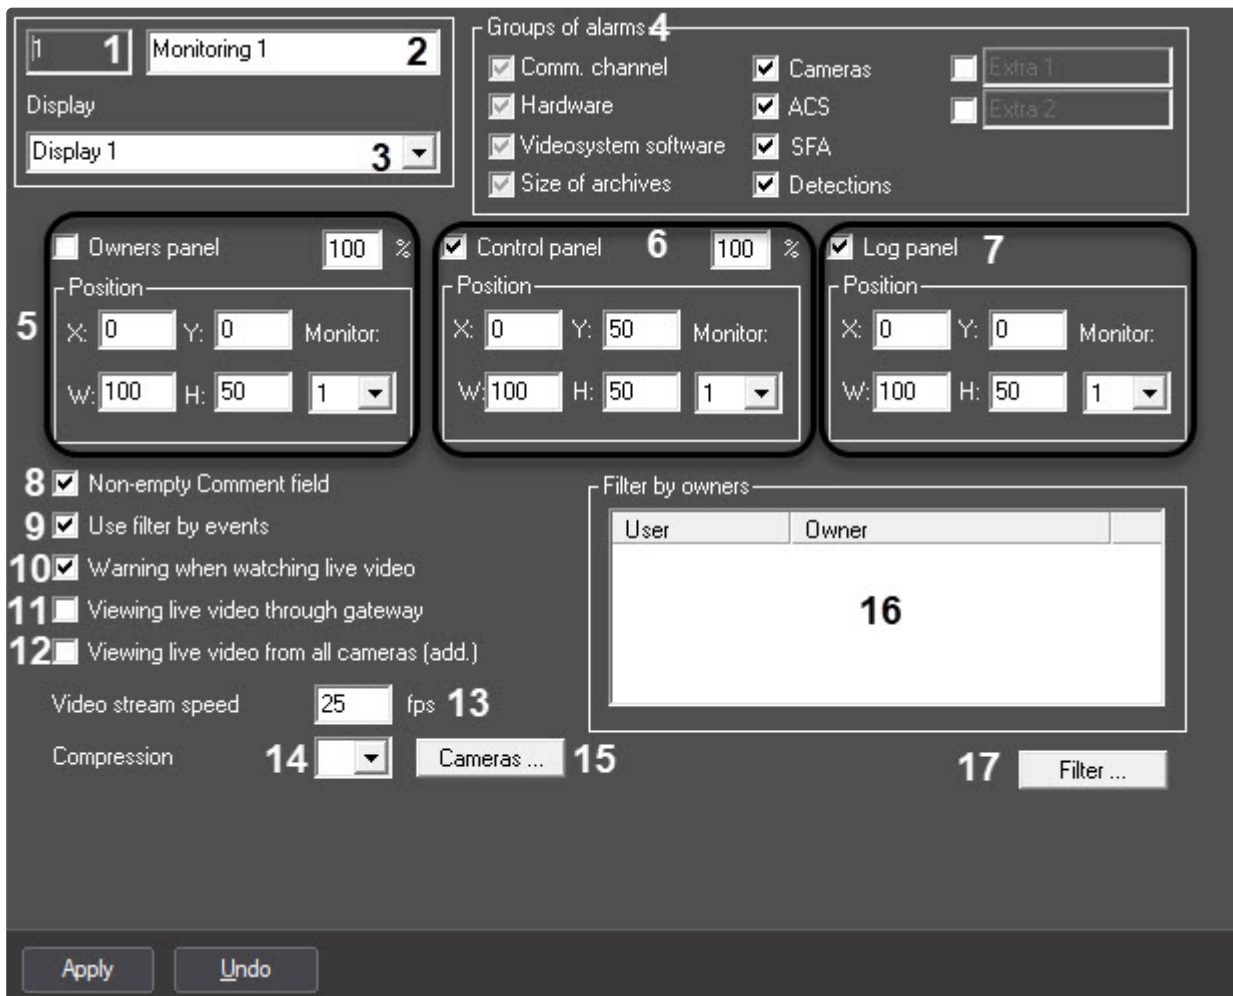 1 1 Monitoring 1 2
Display
Display 1 3
Groups of alarms 4
Comm. channel Cameras Extra 1
Hardware ACS Extra 2
Videosystem software SFA
Size of archives Detections
5
Owners panel 100 %
Position
X: 0 Y: 0 Monitor:
W: 100 H: 50 1
Control panel 6 100 %
Position
X: 0 Y: 50 Monitor:
W: 100 H: 50 1
Log panel 7
Position
X: 0 Y: 0 Monitor:
W: 100 H: 50 1
8 Non-empty Comment field
9 Use filter by events
10 Warning when watching live video
11 Viewing live video through gateway
12 Viewing live video from all cameras (add.)
Video stream speed 25 fps 13
Compression 14 Cameras ... 15
Filter by owners
User Owner
16
17 Filter ...
Apply Undo